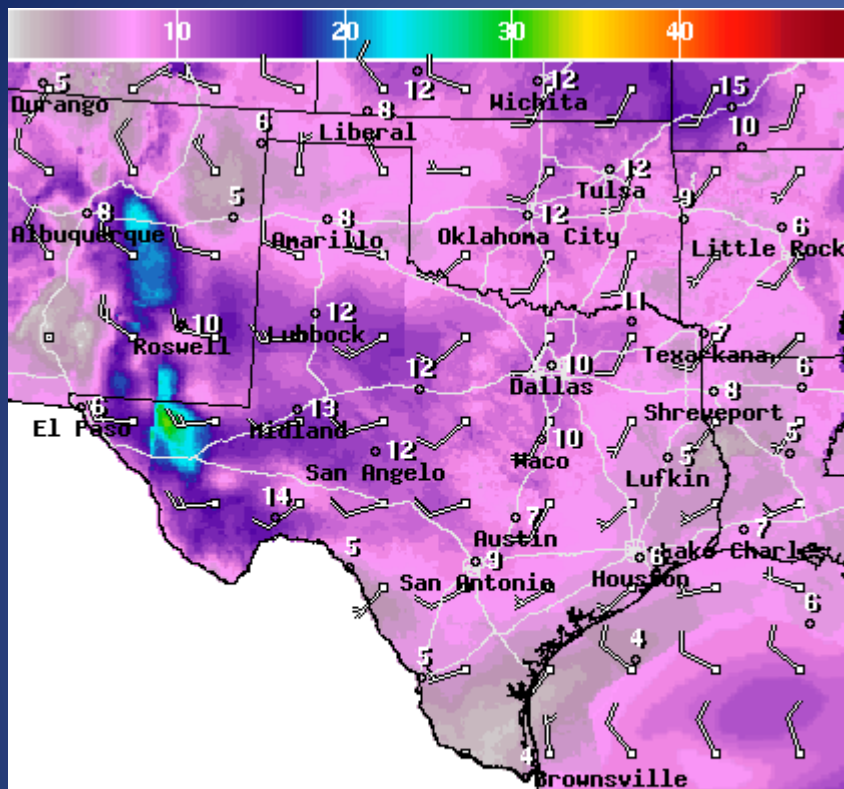 10 20 30 40
5 12 12 15
Durango Wichita
8 10
6 Liberal
12
Tulsa
8 5 8 12 9 6
Albuquerque Amarillo Oklahoma City Little Rock
12 11
10 Lubbock 7
Roswell Texarkana
12 10 6
Dallas 8
6 13 Shreveport
El Paso Midland
12 10 5 5
San Angelo Waco Lufkin
14 7 7
Austin
5 9 6 Lake Charles
San Antonio Houston
6
4
5
4
Brownsville